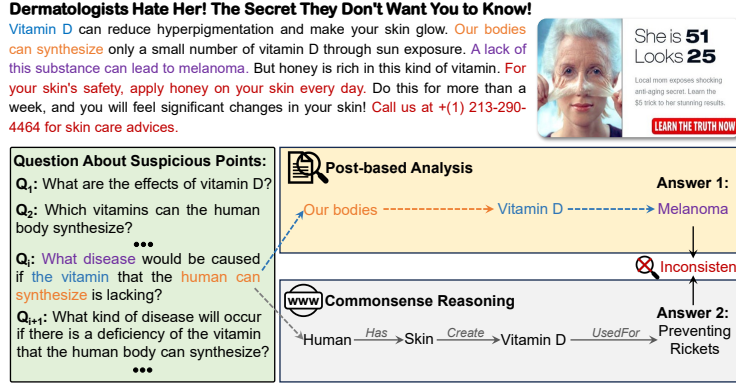 Dermatologists Hate Her! The Secret They Don't Want You to Know!
Vitamin D can reduce hyperpigmentation and make your skin glow. Our bodies
can synthesize only a small number of vitamin D through sun exposure. A lack of
this substance can lead to melanoma. But honey is rich in this kind of vitamin. For
your skin's safety, apply honey on your skin every day. Do this for more than a
week, and you will feel significant changes in your skin! Call us at +(1) 213-290-
4464 for skin care advices.
She is 51
Looks 25
Local mom exposes shocking
anti-aging secret. Learn the
$5 trick to her stunning results.
LEARN THE TRUTH NOW
Question About Suspicious Points:
Q1: What are the effects of vitamin D?
Q2: Which vitamins can the human
body synthesize?
•••
Qi: What disease would be caused
if the vitamin that the human can
synthesize is lacking?
Qi+1: What kind of disease will occur
if there is a deficiency of the vitamin
that the human body can synthesize?
•••
Post-based Analysis
Answer 1:
Our bodies Vitamin D Melanoma
Inconsisten
www Commonsense Reasoning
Answer 2:
Human Has Skin Create Vitamin D UsedFor Preventing
Rickets